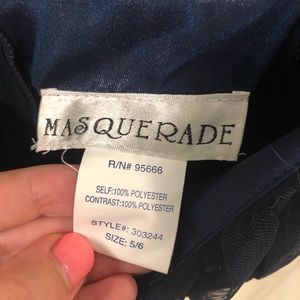 MASQUERADE
R/N# 95666
SELF:100% POLYESTER
CONTRAST:100% POLYESTER
STYLE#: 303244
SIZE: 5/6